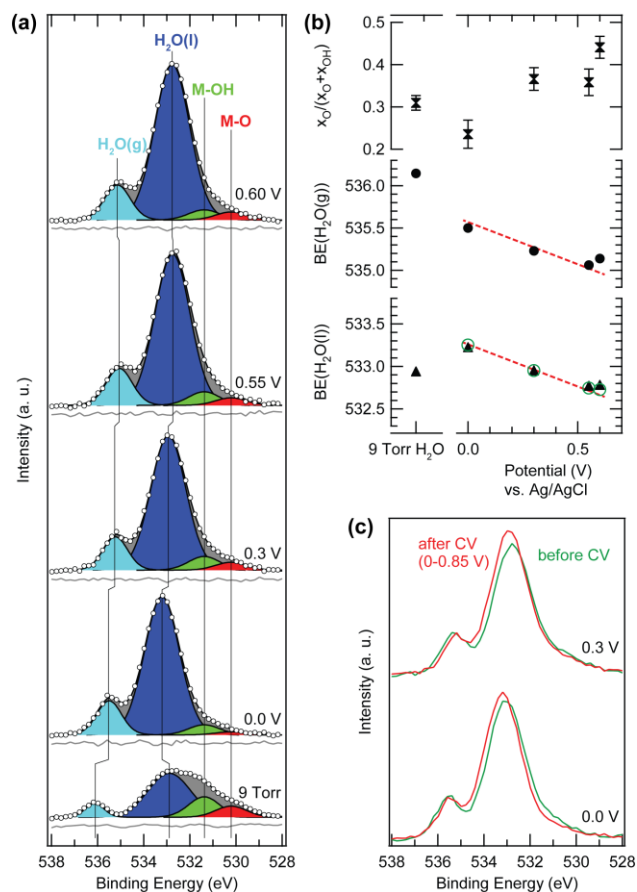 (a)
H₂O(l)
M-OH
H₂O(g)
M-O
0.60 V
0.55 V
0.3 V
0.0 V
9 Torr
Intensity (a. u.)
538 536 534 532 530 528
Binding Energy (eV)
(b)
x_O/(x_O+x_OH)
0.5
0.4
0.3
0.2
BE(H₂O(g))
536.0
535.5
535.0
BE(H₂O(l))
533.5
533.0
532.5
9 Torr H₂O 0.0 0.5
Potential (V)
vs. Ag/AgCl
(c)
after CV
(0-0.85 V)
before CV
0.3 V
0.0 V
Intensity (a. u.)
538 536 534 532 530 528
Binding Energy (eV)